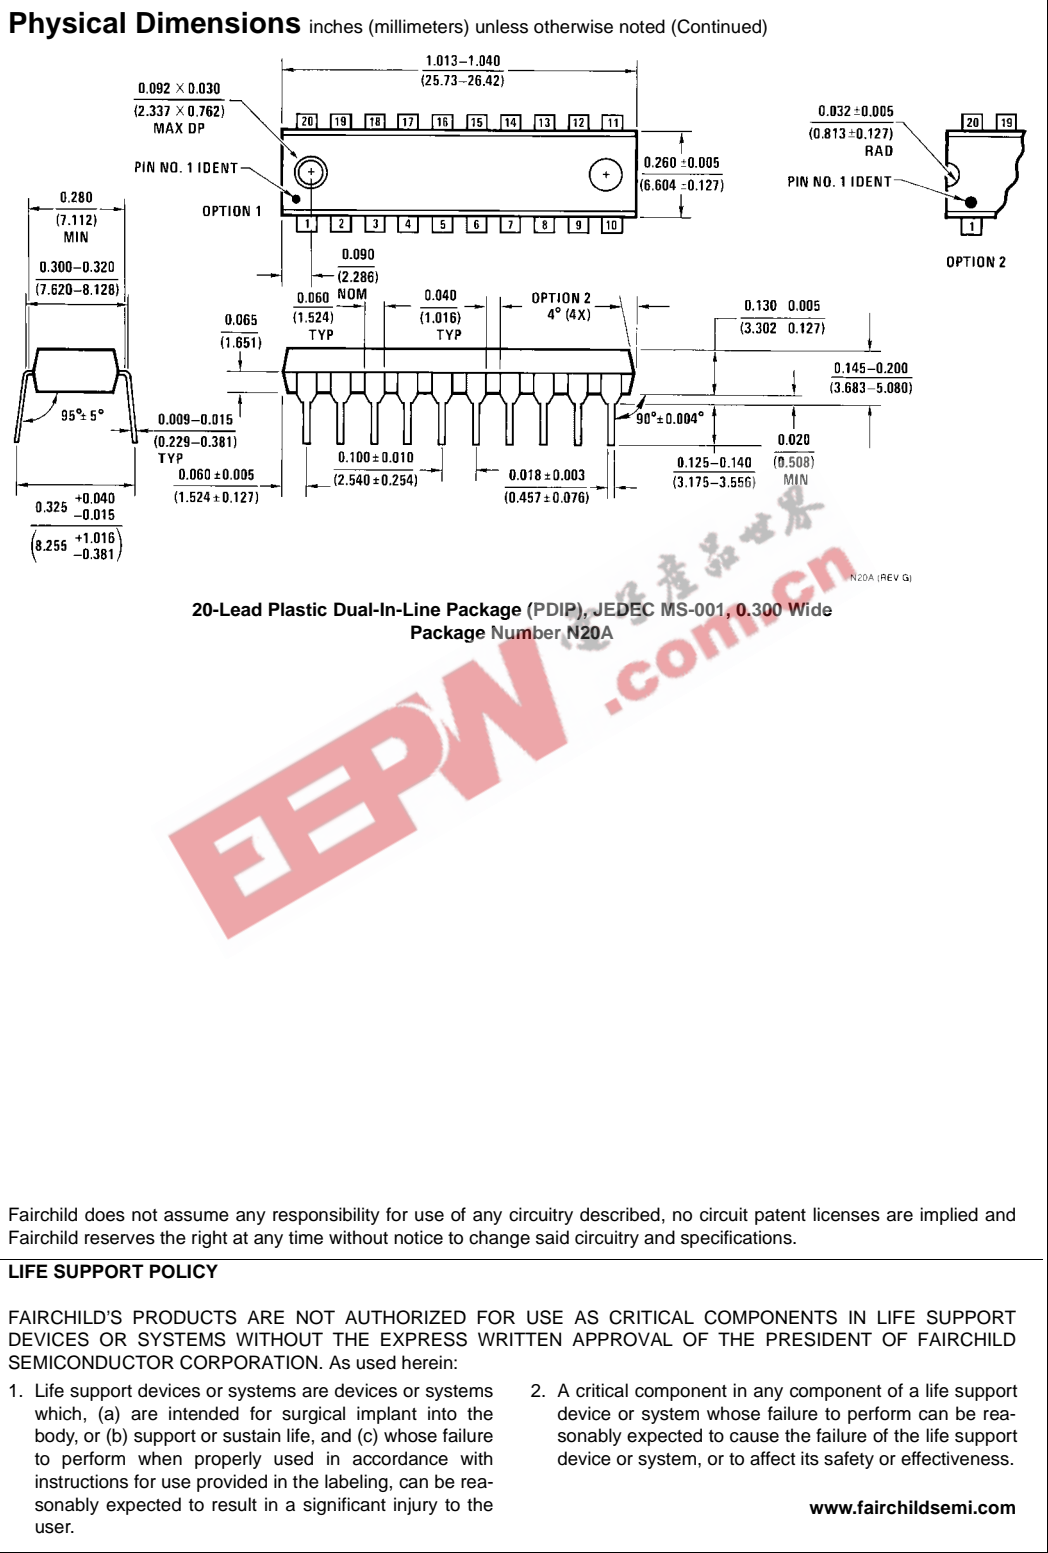 Physical Dimensions inches (millimeters) unless otherwise noted (Continued)
1.013–1.040
(25.73–26.42)
0.092 × 0.030
(2.337 × 0.762)
MAX DP
PIN NO. 1 IDENT
OPTION 1
20 19 18 17 16 15 14 13 12 11
1 2 3 4 5 6 7 8 9 10
0.260 ±0.005
(6.604 ±0.127)
0.032 ±0.005
(0.813 ±0.127)
RAD
PIN NO. 1 IDENT
20 19
1
OPTION 2
0.280
(7.112)
MIN
0.300–0.320
(7.620–8.128)
0.090
(2.286)
NOM
0.060
(1.524)
TYP
0.040
(1.016)
TYP
OPTION 2
4° (4X)
0.065
(1.651)
0.130 0.005
(3.302 0.127)
0.145–0.200
(3.683–5.080)
95°± 5°
0.009–0.015
(0.229–0.381)
TYP
90°±0.004°
0.020
(0.508)
MIN
0.125–0.140
(3.175–3.556)
0.100 ± 0.010
(2.540 ± 0.254)
0.018 ± 0.003
(0.457 ± 0.076)
0.060 ± 0.005
(1.524 ± 0.127)
0.325 +0.040
–0.015
(8.255 +1.016
–0.381)
N20A (REV G)
20-Lead Plastic Dual-In-Line Package (PDIP), JEDEC MS-001, 0.300 Wide
Package Number N20A
电子产品世界
EEPW.com.cn
Fairchild does not assume any responsibility for use of any circuitry described, no circuit patent licenses are implied and
Fairchild reserves the right at any time without notice to change said circuitry and specifications.
LIFE SUPPORT POLICY
FAIRCHILD'S PRODUCTS ARE NOT AUTHORIZED FOR USE AS CRITICAL COMPONENTS IN LIFE SUPPORT
DEVICES OR SYSTEMS WITHOUT THE EXPRESS WRITTEN APPROVAL OF THE PRESIDENT OF FAIRCHILD
SEMICONDUCTOR CORPORATION. As used herein:
1. Life support devices or systems are devices or systems
which, (a) are intended for surgical implant into the
body, or (b) support or sustain life, and (c) whose failure
to perform when properly used in accordance with
instructions for use provided in the labeling, can be rea-
sonably expected to result in a significant injury to the
user.
2. A critical component in any component of a life support
device or system whose failure to perform can be rea-
sonably expected to cause the failure of the life support
device or system, or to affect its safety or effectiveness.
www.fairchildsemi.com